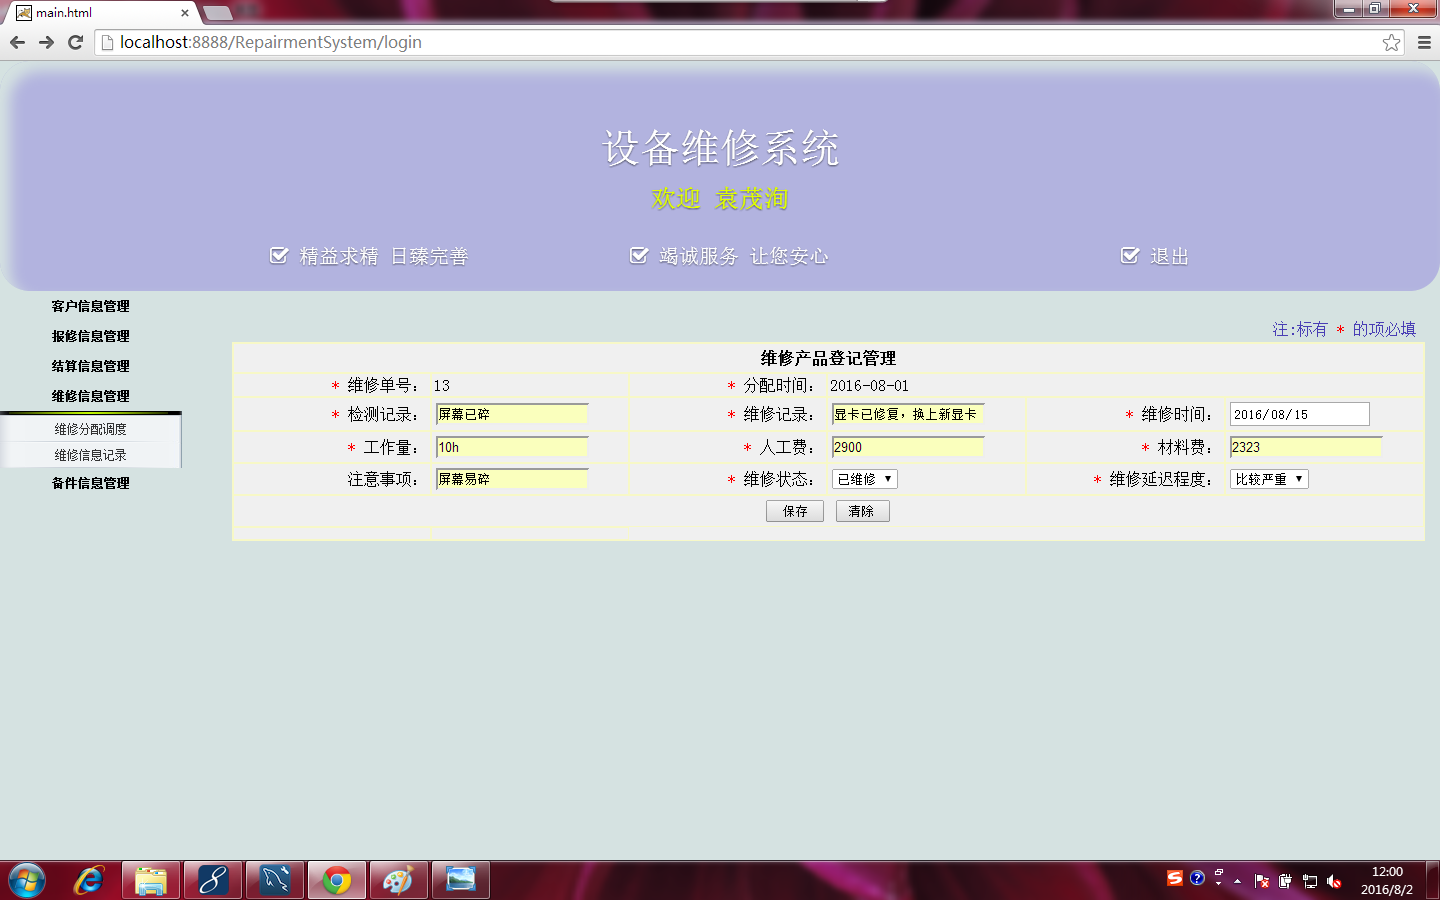 main.html
localhost:8888/RepairmentSystem/login
设备维修系统
欢迎 袁茂洵
精益求精 日臻完善
竭诚服务 让您安心
退出
客户信息管理
报修信息管理
结算信息管理
维修信息管理
维修分配调度
维修信息记录
备件信息管理
注:标有 * 的项必填
维修产品登记管理
* 维修单号： 13 * 分配时间： 2016-08-01
* 检测记录： 屏幕已碎 * 维修记录： 显卡已修复，换上新显卡 * 维修时间： 2016/08/15
* 工作量： 10h * 人工费： 2900 * 材料费： 2323
注意事项： 屏幕易碎 * 维修状态： 已维修 * 维修延迟程度： 比较严重
保存 清除
12:00
2016/8/2